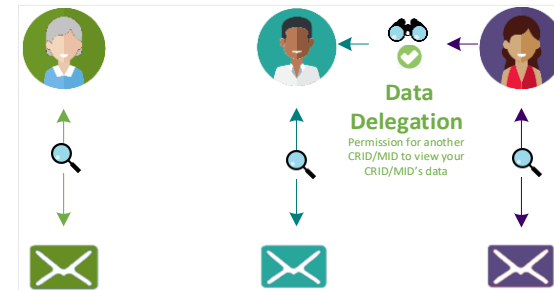 Data
Delegation
Permission for another
CRID/MID to view your
CRID/MID's data